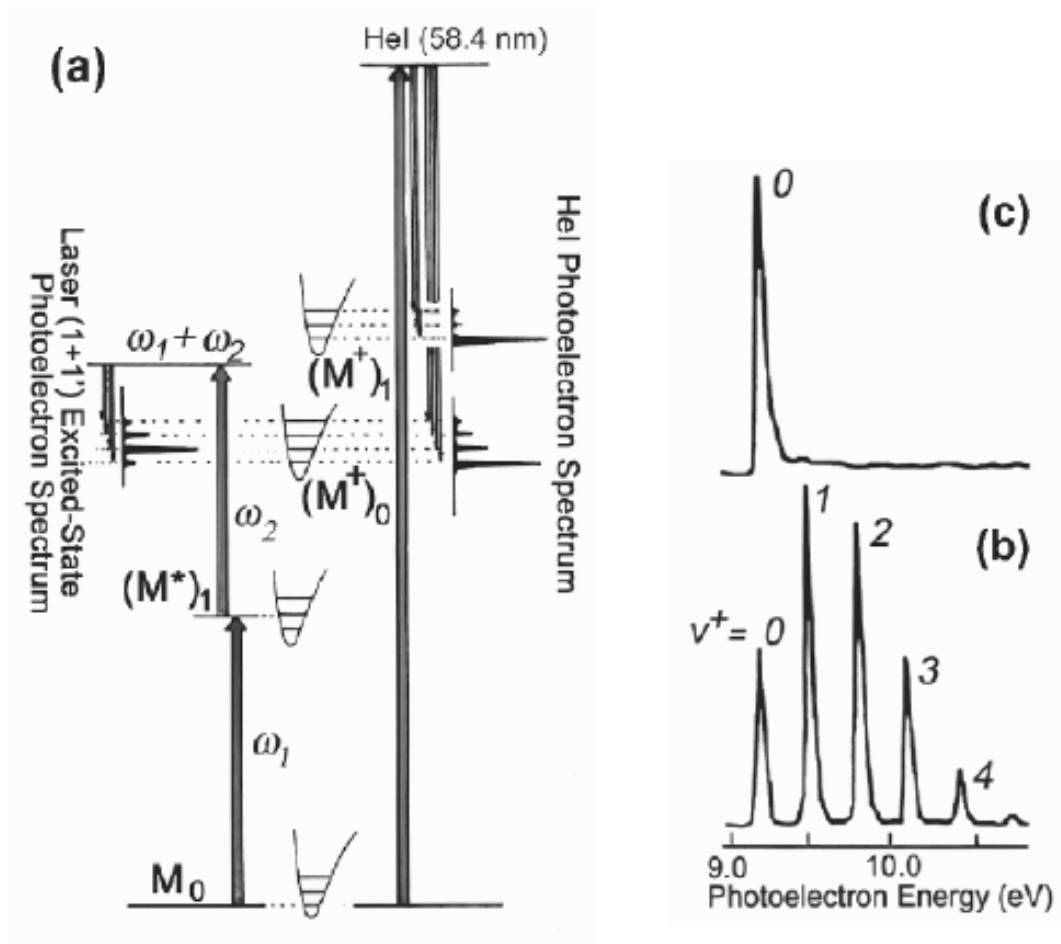 (a)
HeI (58.4 nm)
Laser (1+1') Excited-State
Photoelectron Spectrum
HeI Photoelectron Spectrum
ω₁ + ω₂
(M⁺)₁
(M⁺)₀
ω₂
(M*)₁
ω₁
M₀
0
(c)
1
2
(b)
v⁺= 0
3
4
9.0
10.0
Photoelectron Energy (eV)